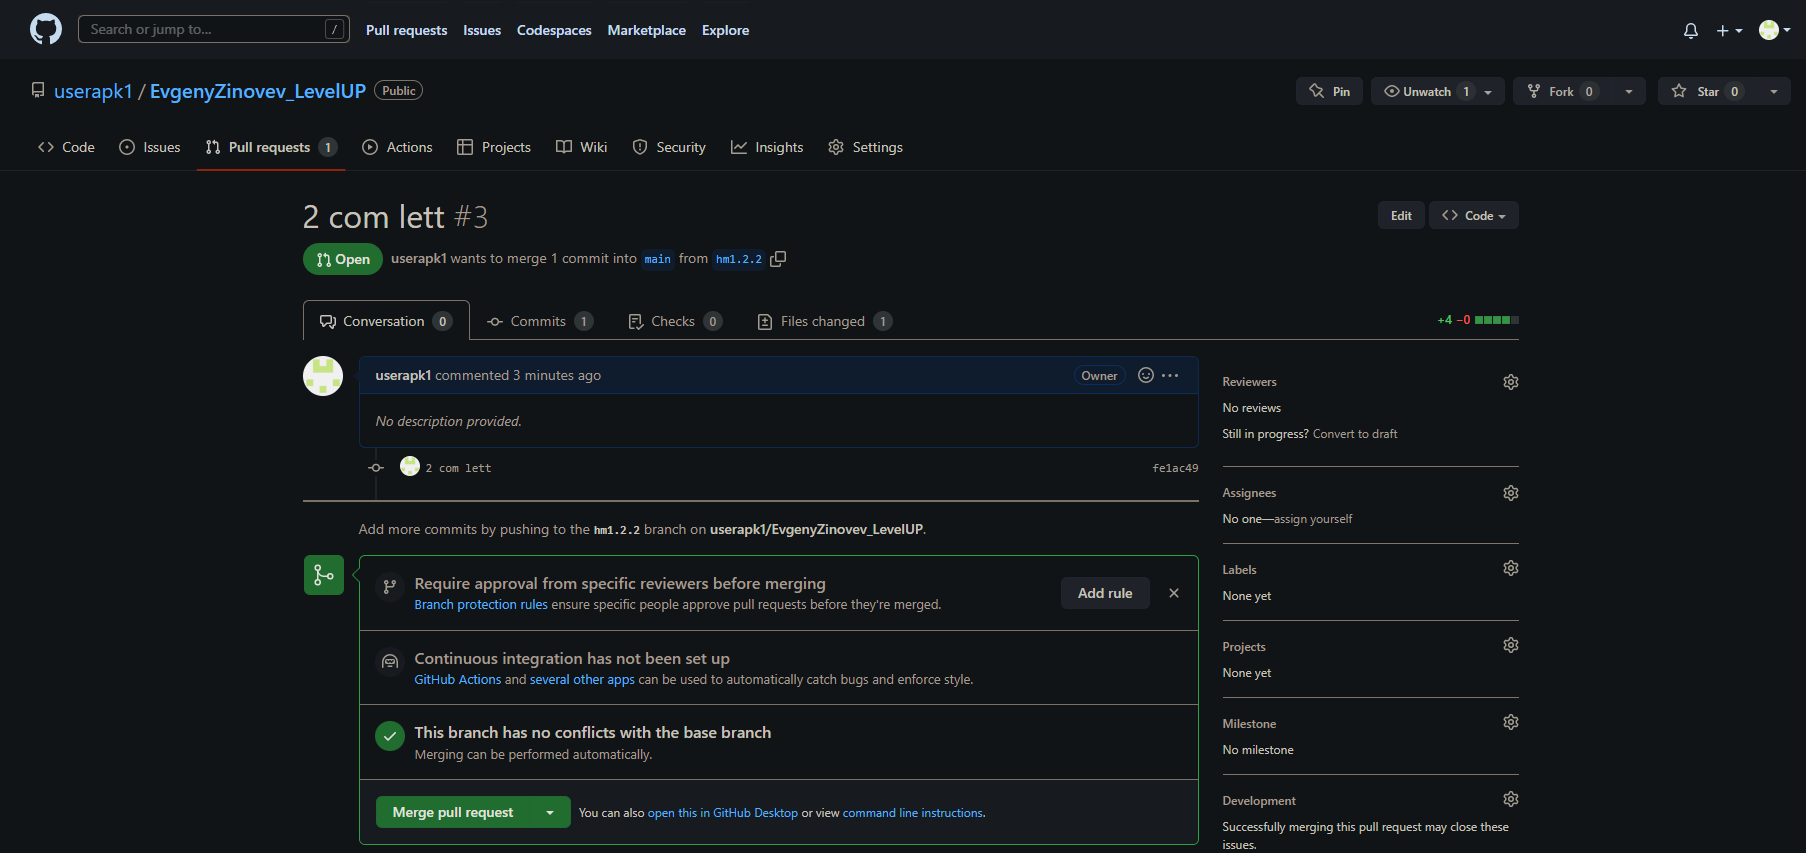 Search or jump to... / Pull requests Issues Codespaces Marketplace Explore
userapk1 / EvgenyZinovev_LevelUP Public Pin Unwatch 1 Fork 0 Star 0
Code Issues Pull requests 1 Actions Projects Wiki Security Insights Settings
2 com lett #3 Edit Code
Open userapk1 wants to merge 1 commit into main from hm1.2.2
Conversation 0 Commits 1 Checks 0 Files changed 1 +4 −0
userapk1 commented 3 minutes ago Owner
No description provided.
2 com lett fe1ac49
Add more commits by pushing to the hm1.2.2 branch on userapk1/EvgenyZinovev_LevelUP.
Require approval from specific reviewers before merging
Branch protection rules ensure specific people approve pull requests before they're merged.
Add rule
Continuous integration has not been set up
GitHub Actions and several other apps can be used to automatically catch bugs and enforce style.
This branch has no conflicts with the base branch
Merging can be performed automatically.
Merge pull request You can also open this in GitHub Desktop or view command line instructions.
Reviewers
No reviews
Still in progress? Convert to draft
Assignees
No one—assign yourself
Labels
None yet
Projects
None yet
Milestone
No milestone
Development
Successfully merging this pull request may close these
issues.